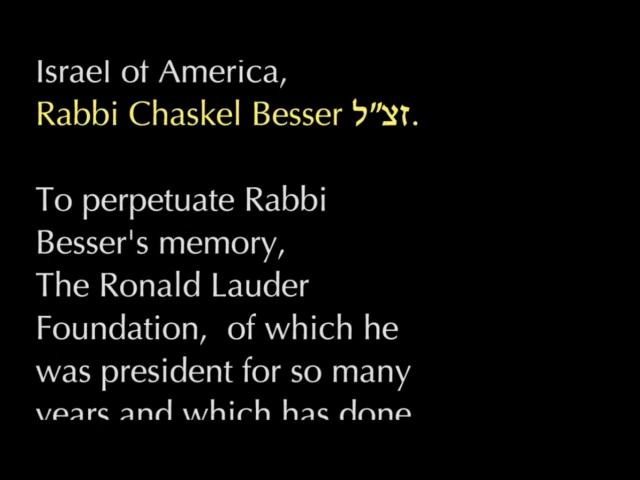 Israel of America,
Rabbi Chaskel Besser זצ״ל.
To perpetuate Rabbi
Besser's memory,
The Ronald Lauder
Foundation, of which he
was president for so many
years and which has done